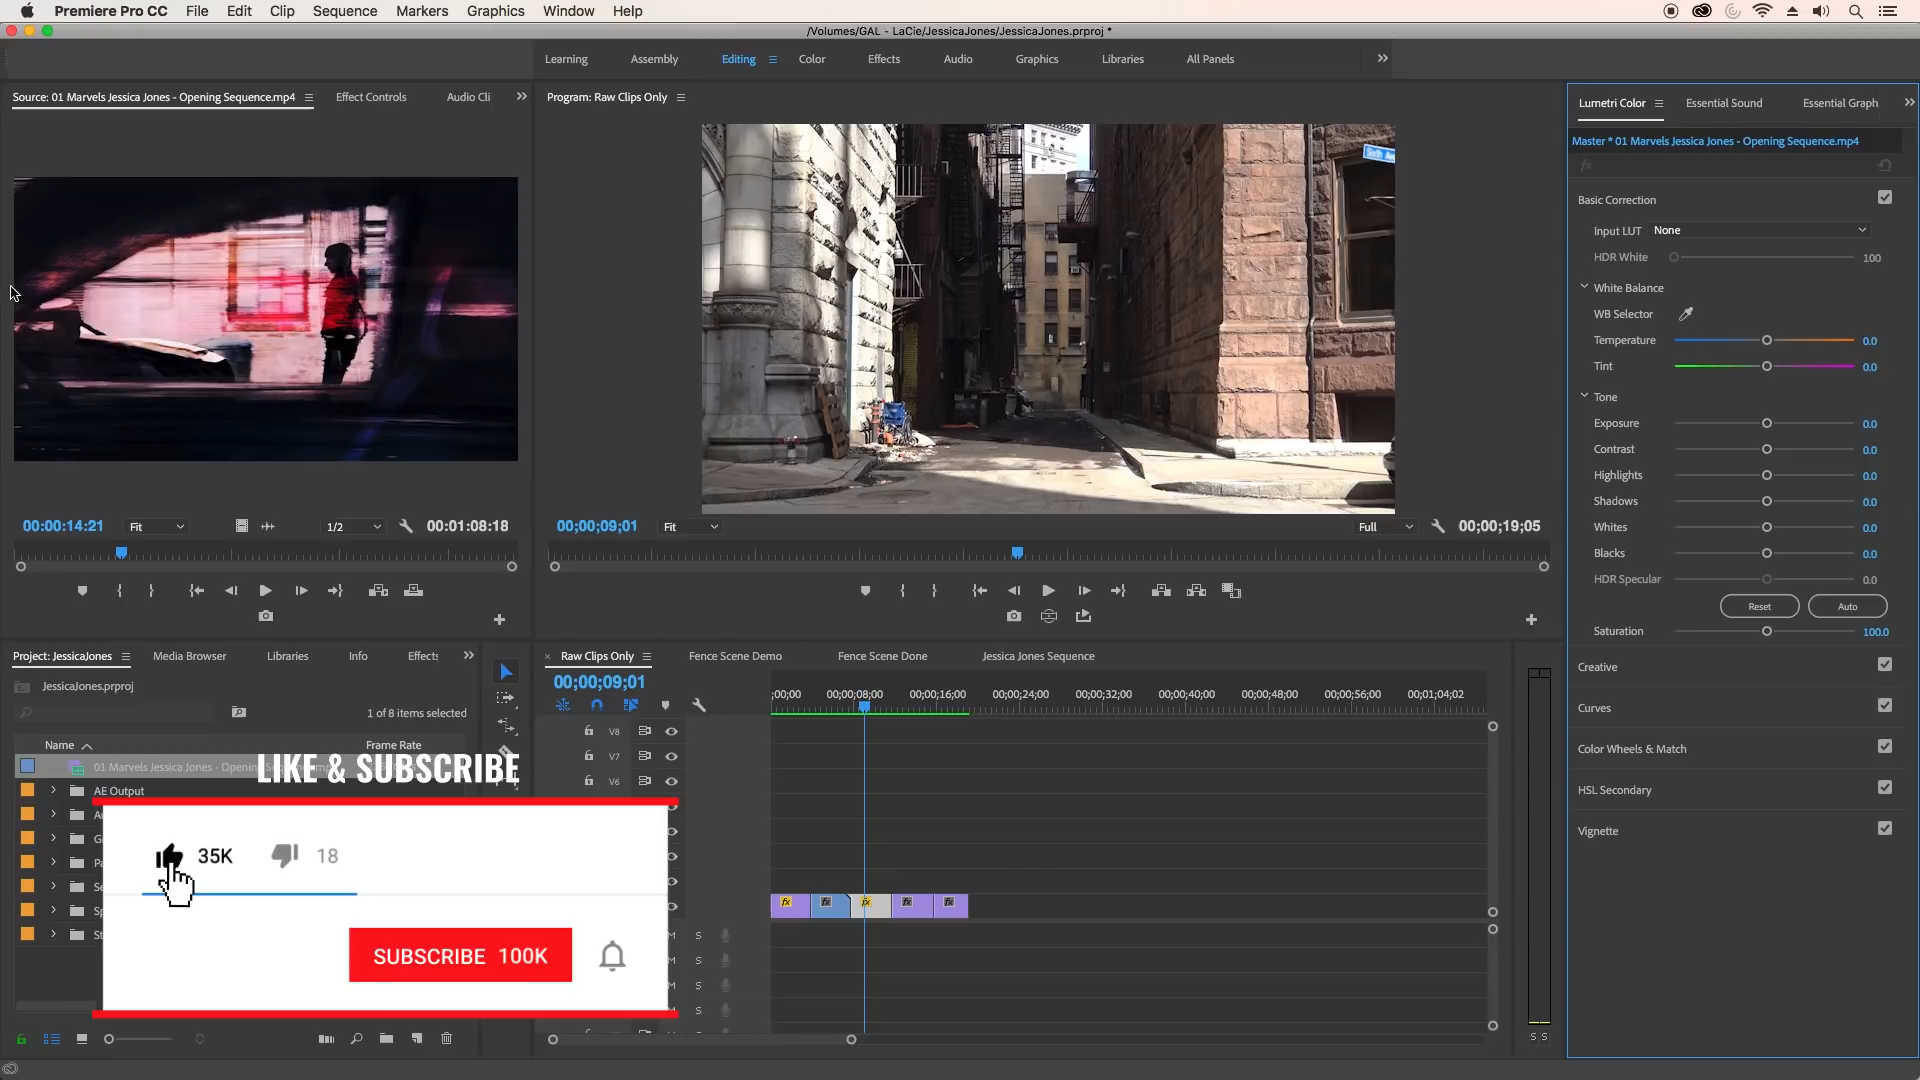 Premiere Pro CC File Edit Clip Sequence Markers Graphics Window Help
/Volumes/GAL - LaCie/JessicaJones/JessicaJones.prproj *
Learning Assembly Editing Color Effects Audio Graphics Libraries All Panels
Source: 01 Marvels Jessica Jones - Opening Sequence.mp4 Effect Controls Audio Cli
Program: Raw Clips Only
00:00:14:21 Fit 1/2 00:01:08:18
00;00;09;01 Fit Full 00;00;19;05
Lumetri Color Essential Sound Essential Graph
Master * 01 Marvels Jessica Jones - Opening Sequence.mp4
fx
Basic Correction
Input LUT None
HDR White 100
White Balance
WB Selector
Temperature 0.0
Tint 0.0
Tone
Exposure 0.0
Contrast 0.0
Highlights 0.0
Shadows 0.0
Whites 0.0
Blacks 0.0
HDR Specular 0.0
Reset Auto
Saturation 100.0
Creative
Curves
Color Wheels & Match
HSL Secondary
Vignette
Project: JessicaJones Media Browser Libraries Info Effects
JessicaJones.prproj
1 of 8 items selected
Name Frame Rate
01 Marvels Jessica Jones - Openin
AE Output
LIKE & SUBSCRIBE
35K 18
SUBSCRIBE 100K
Raw Clips Only Fence Scene Demo Fence Scene Done Jessica Jones Sequence
00;00;09;01
;00;00 00;00;08;00 00;00;16;00 00;00;24;00 00;00;32;00 00;00;40;00 00;00;48;00 00;00;56;00 00;01;04;02
V8
V7
V6
fx fx fx fx fx
M S
M S
M S
M S
S S